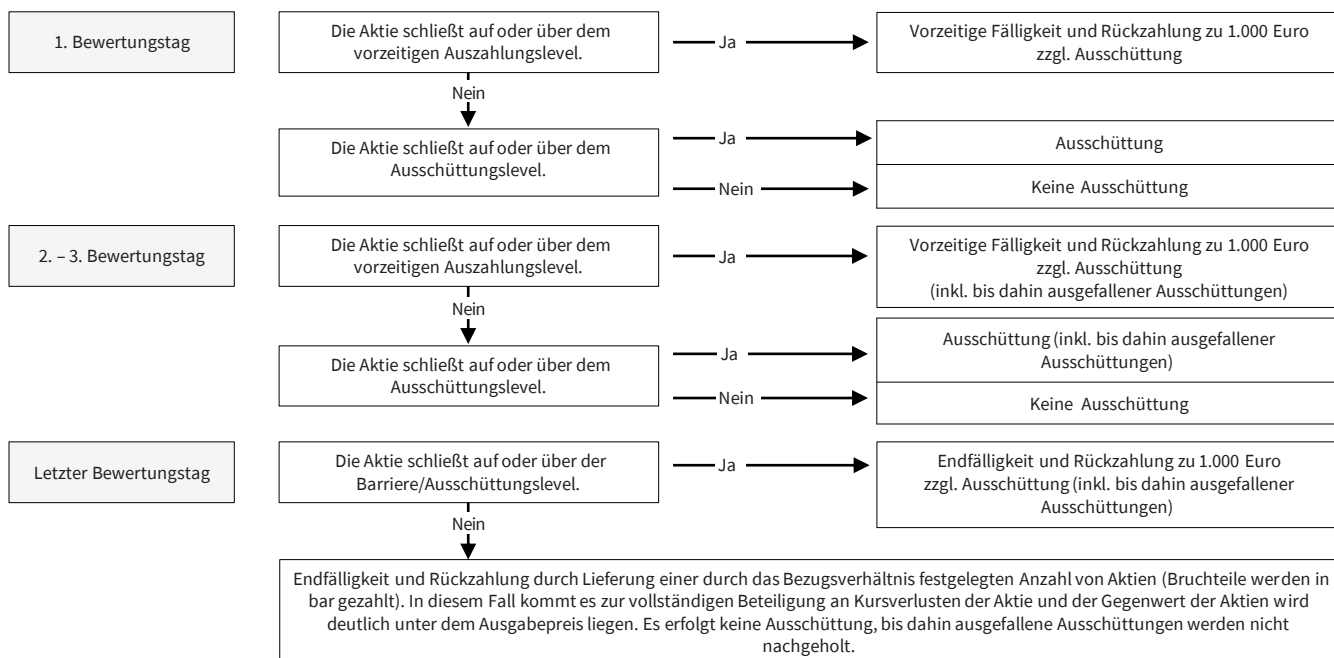 1. Bewertungstag
Die Aktie schließt auf oder über dem
vorzeitigen Auszahlungslevel.
Ja
Vorzeitige Fälligkeit und Rückzahlung zu 1.000 Euro
zzgl. Ausschüttung
Nein
Die Aktie schließt auf oder über dem
Ausschüttungslevel.
Ja
Ausschüttung
Nein
Keine Ausschüttung
2. – 3. Bewertungstag
Die Aktie schließt auf oder über dem
vorzeitigen Auszahlungslevel.
Ja
Vorzeitige Fälligkeit und Rückzahlung zu 1.000 Euro
zzgl. Ausschüttung
(inkl. bis dahin ausgefallener Ausschüttungen)
Nein
Die Aktie schließt auf oder über dem
Ausschüttungslevel.
Ja
Ausschüttung (inkl. bis dahin ausgefallener
Ausschüttungen)
Nein
Keine Ausschüttung
Letzter Bewertungstag
Die Aktie schließt auf oder über der
Barriere/Ausschüttungslevel.
Ja
Endfälligkeit und Rückzahlung zu 1.000 Euro
zzgl. Ausschüttung (inkl. bis dahin ausgefallener
Ausschüttungen)
Nein
Endfälligkeit und Rückzahlung durch Lieferung einer durch das Bezugsverhältnis festgelegten Anzahl von Aktien (Bruchteile werden in
bar gezahlt). In diesem Fall kommt es zur vollständigen Beteiligung an Kursverlusten der Aktie und der Gegenwert der Aktien wird
deutlich unter dem Ausgabepreis liegen. Es erfolgt keine Ausschüttung, bis dahin ausgefallene Ausschüttungen werden nicht
nachgeholt.